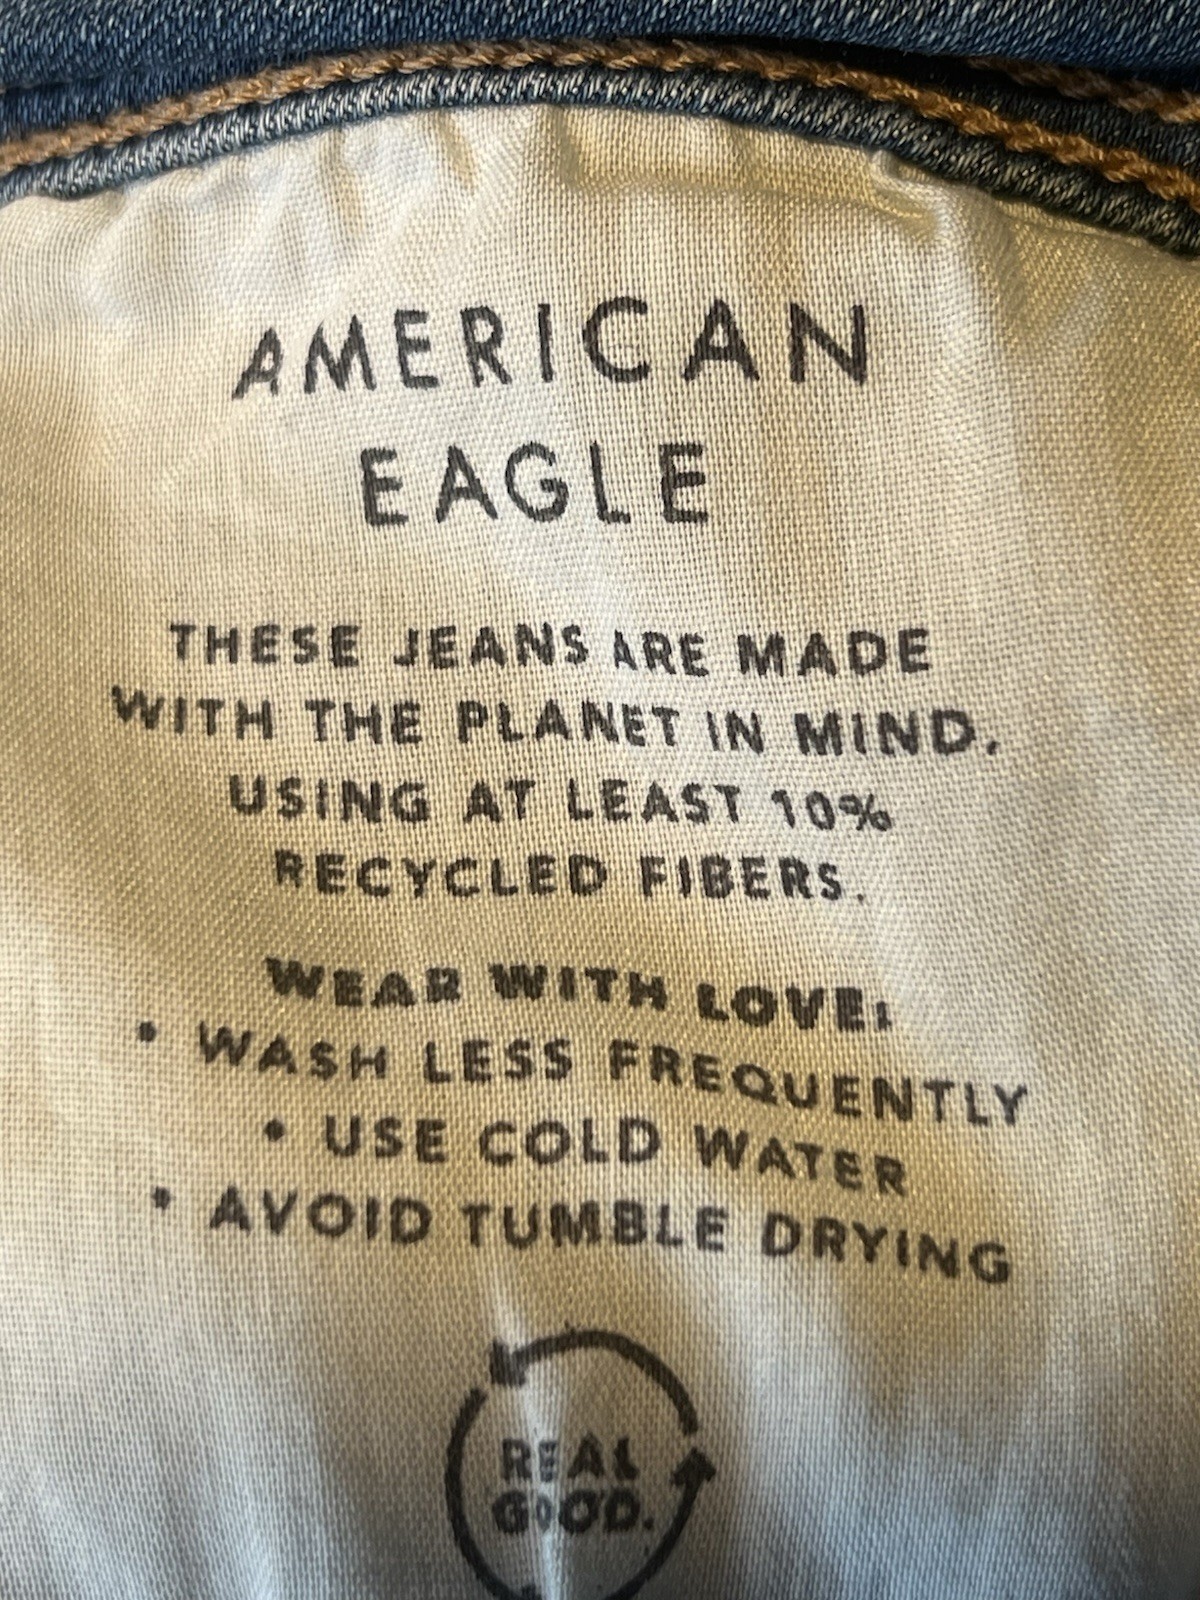 AMERICAN
EAGLE
THESE JEANS ARE MADE
WITH THE PLANET IN MIND.
USING AT LEAST 10%
RECYCLED FIBERS.
WEAR WITH LOVE:
• WASH LESS FREQUENTLY
• USE COLD WATER
• AVOID TUMBLE DRYING
REAL
GOOD.